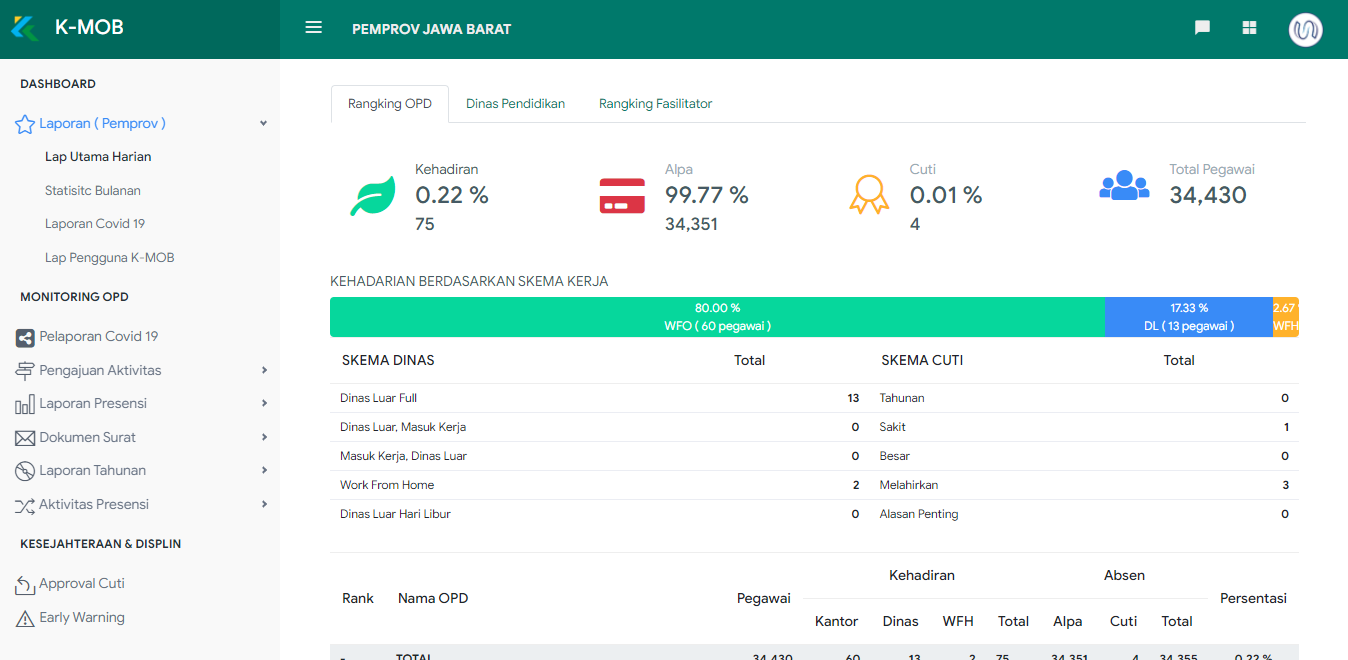 K-MOB
PEMPROV JAWA BARAT
DASHBOARD
Laporan ( Pemprov )
Lap Utama Harian
Statisitc Bulanan
Laporan Covid 19
Lap Pengguna K-MOB
MONITORING OPD
Pelaporan Covid 19
Pengajuan Aktivitas
Laporan Presensi
Dokumen Surat
Laporan Tahunan
Aktivitas Presensi
KESEJAHTERAAN & DISPLIN
Approval Cuti
Early Warning
Rangking OPD Dinas Pendidikan Rangking Fasilitator
Kehadiran
0.22 %
75
Alpa
99.77 %
34,351
Cuti
0.01 %
4
Total Pegawai
34,430
KEHADARIAN BERDASARKAN SKEMA KERJA
80.00 % 17.33 % 2.67
WFO ( 60 pegawai ) DL ( 13 pegawai ) WFH
SKEMA DINAS Total SKEMA CUTI Total
Dinas Luar Full 13 Tahunan 0
Dinas Luar, Masuk Kerja 0 Sakit 1
Masuk Kerja, Dinas Luar 0 Besar 0
Work From Home 2 Melahirkan 3
Dinas Luar Hari Libur 0 Alasan Penting 0
Kehadiran Absen
Rank Nama OPD Pegawai Persentasi
Kantor Dinas WFH Total Alpa Cuti Total
- TOTAL 34,430 60 13 2 75 34,351 4 34,355 0.22 %